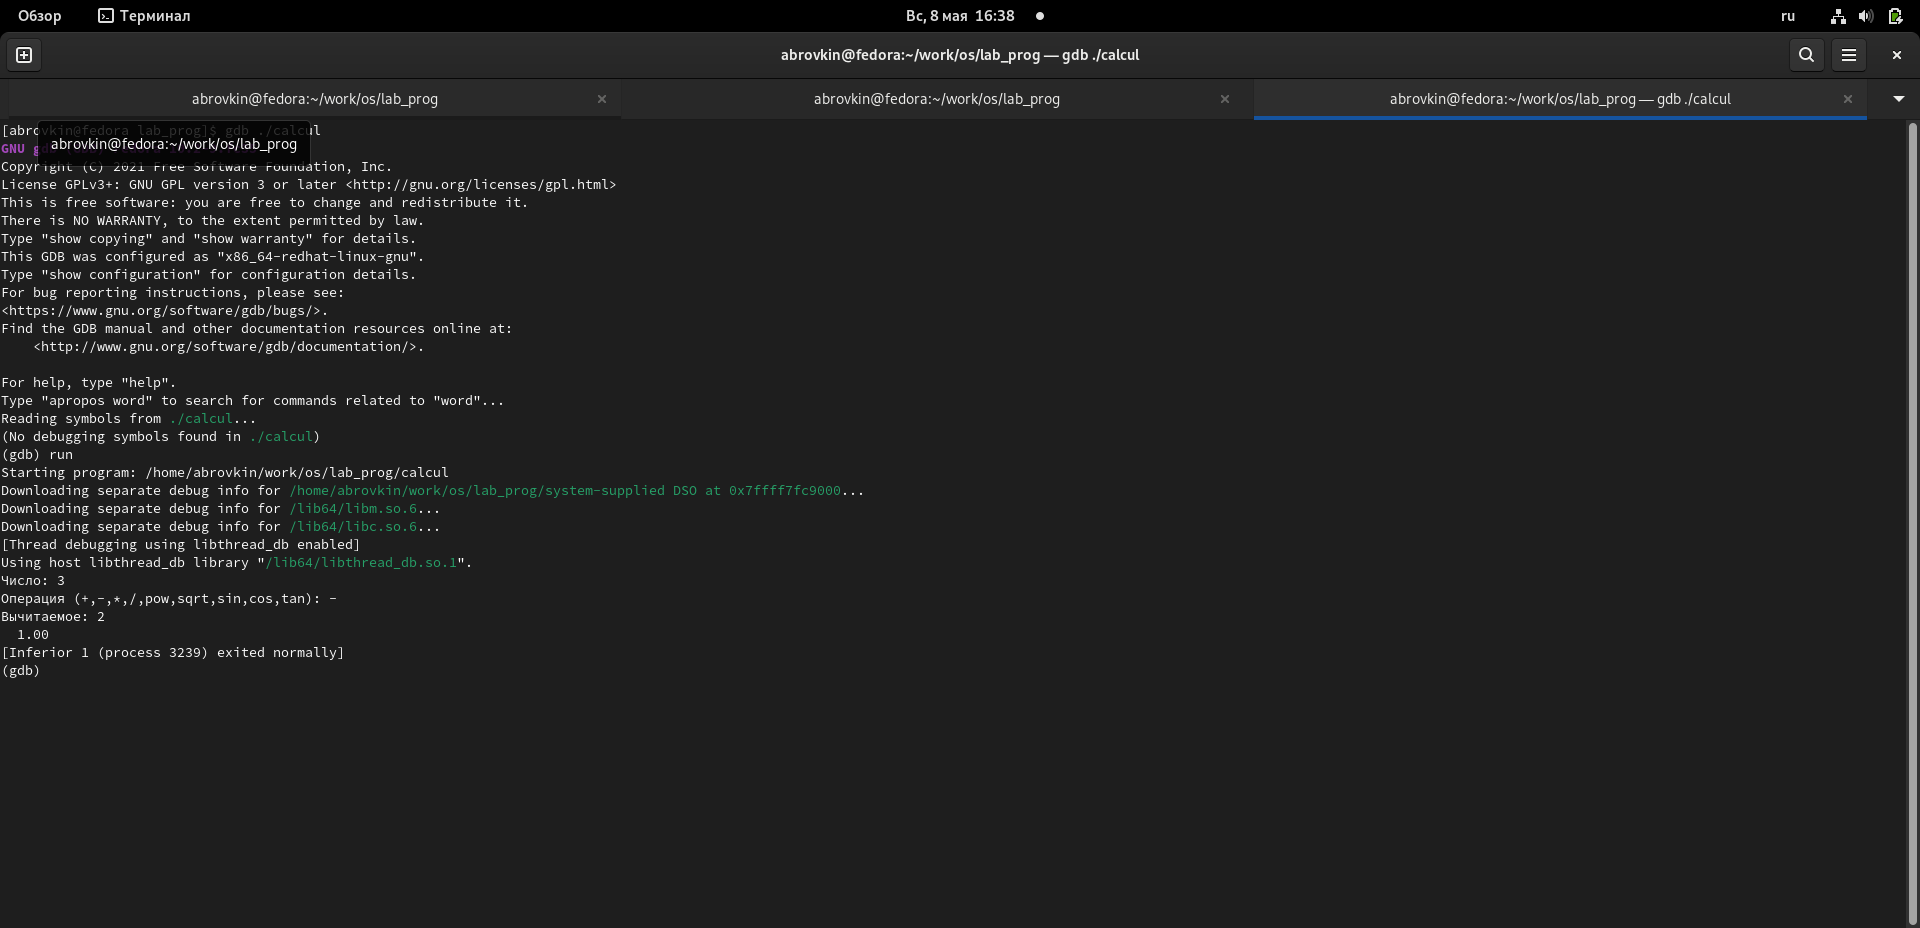 Обзор Терминал Вс, 8 мая 16:38 ru
abrovkin@fedora:~/work/os/lab_prog — gdb ./calcul
abrovkin@fedora:~/work/os/lab_prog abrovkin@fedora:~/work/os/lab_prog abrovkin@fedora:~/work/os/lab_prog — gdb ./calcul
[abrovkin@fedora lab_prog]$ gdb ./calcul
abrovkin@fedora:~/work/os/lab_prog
GNU
Copyright (C) 2021 Free Software Foundation, Inc.
License GPLv3+: GNU GPL version 3 or later <http://gnu.org/licenses/gpl.html>
This is free software: you are free to change and redistribute it.
There is NO WARRANTY, to the extent permitted by law.
Type "show copying" and "show warranty" for details.
This GDB was configured as "x86_64-redhat-linux-gnu".
Type "show configuration" for configuration details.
For bug reporting instructions, please see:
<https://www.gnu.org/software/gdb/bugs/>.
Find the GDB manual and other documentation resources online at:
    <http://www.gnu.org/software/gdb/documentation/>.
For help, type "help".
Type "apropos word" to search for commands related to "word"...
Reading symbols from ./calcul...
(No debugging symbols found in ./calcul)
(gdb) run
Starting program: /home/abrovkin/work/os/lab_prog/calcul
Downloading separate debug info for /home/abrovkin/work/os/lab_prog/system-supplied DSO at 0x7ffff7fc9000...
Downloading separate debug info for /lib64/libm.so.6...
Downloading separate debug info for /lib64/libc.so.6...
[Thread debugging using libthread_db enabled]
Using host libthread_db library "/lib64/libthread_db.so.1".
Число: 3
Операция (+,-,*,/,pow,sqrt,sin,cos,tan): -
Вычитаемое: 2
  1.00
[Inferior 1 (process 3239) exited normally]
(gdb)